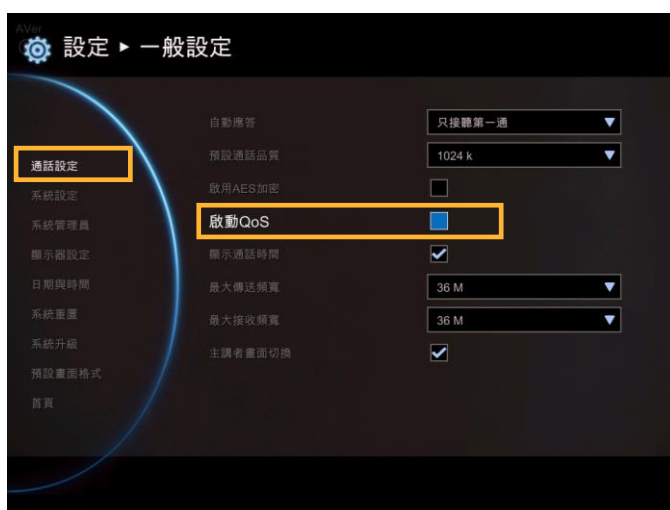 AVer
設定 ▸ 一般設定
通話設定
系統設定
系統管理員
顯示器設定
日期與時間
系統重置
系統升級
預設畫面格式
首頁
自動應答 只接聽第一通
預設通話品質 1024 k
啟用AES加密
啟動QoS
顯示通話時間
最大傳送頻寬 36 M
最大接收頻寬 36 M
主講者畫面切換